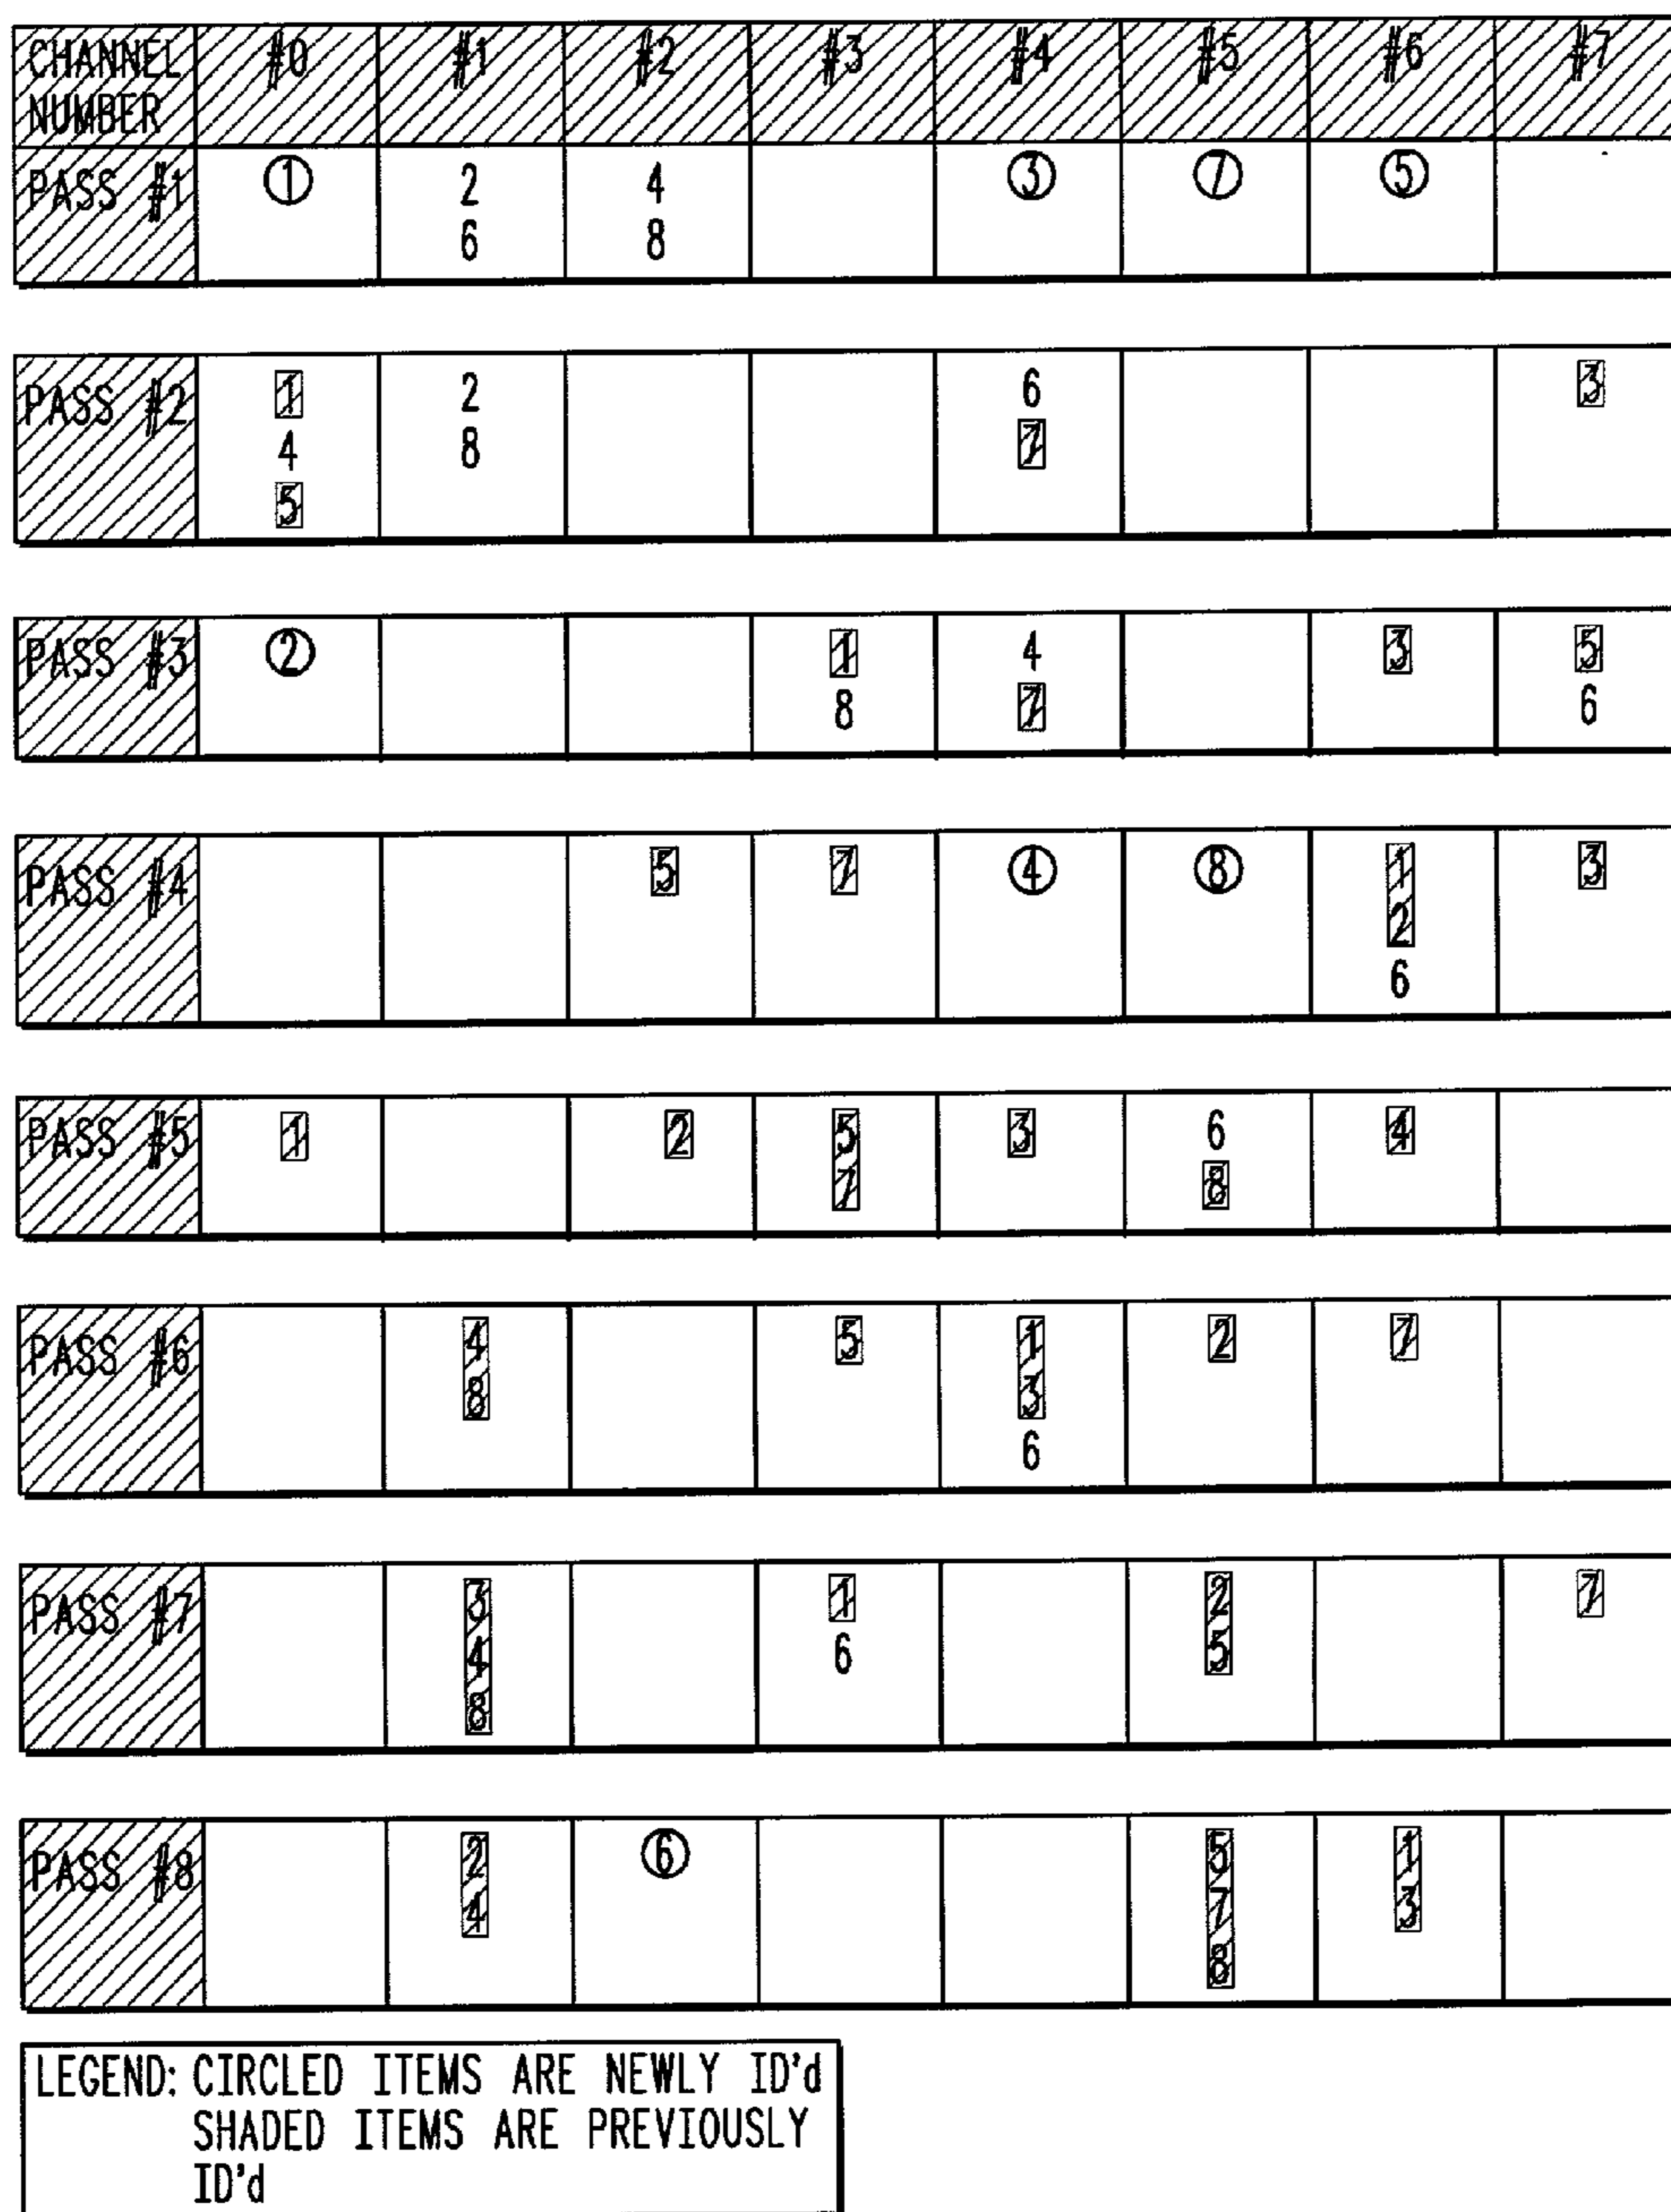 CHANNEL NUMBER #0 #1 #2 #3 #4 #5 #6 #7
PASS #1 1 2 4 3 7 5
6 8
PASS #2 1 2 6 3
4 8 7
5
PASS #3 2 1 4 3 5
8 7 6
PASS #4 5 7 4 8 1 3
2
6
PASS #5 1 2 5 3 6 4
7 8
PASS #6 4 5 1 2 7
8 3
6
PASS #7 3 1 2 7
4 6 5
8
PASS #8 2 6 5 1
4 7 3
8
LEGEND: CIRCLED ITEMS ARE NEWLY ID'd
SHADED ITEMS ARE PREVIOUSLY
ID'd